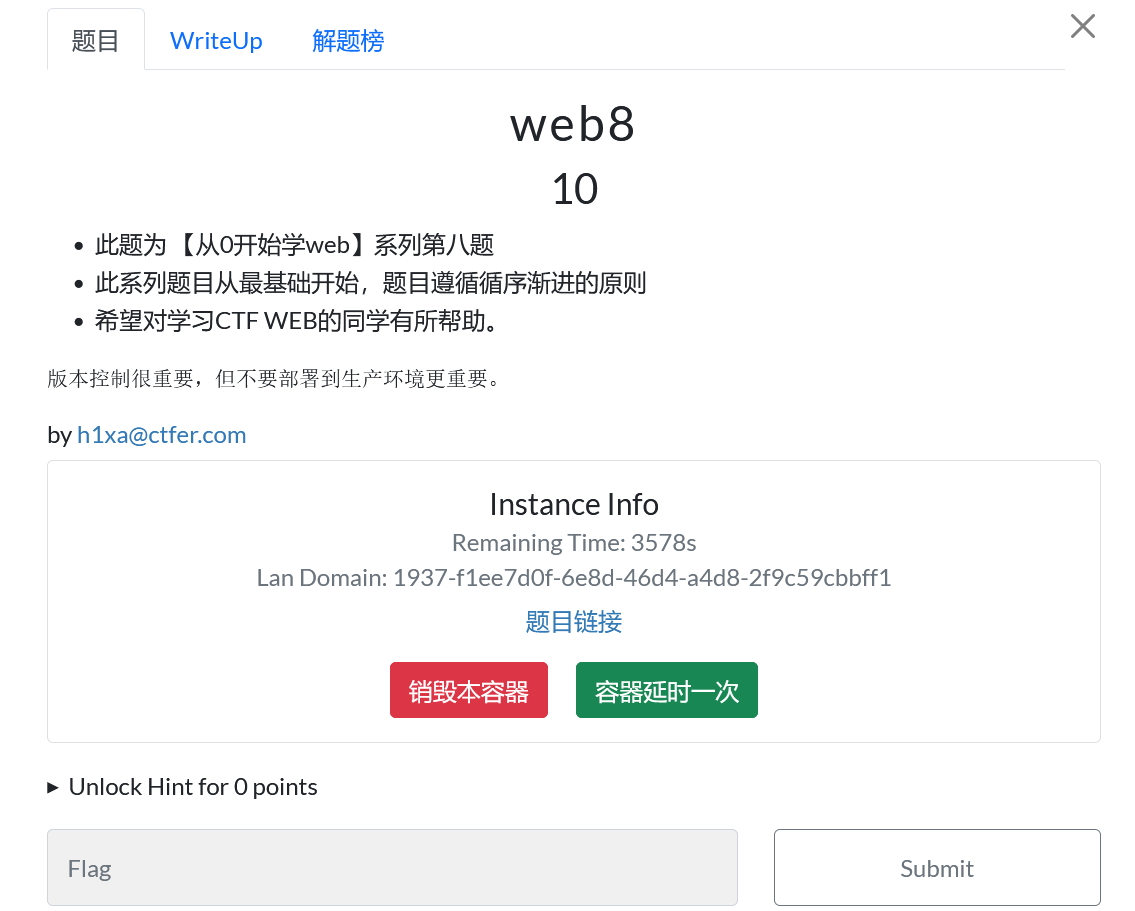 题目 WriteUp 解题榜
web8
10
此题为 【从0开始学web】系列第八题
此系列题目从最基础开始，题目遵循循序渐进的原则
希望对学习CTF WEB的同学有所帮助。
版本控制很重要，但不要部署到生产环境更重要。
by h1xa@ctfer.com
Instance Info
Remaining Time: 3578s
Lan Domain: 1937-f1ee7d0f-6e8d-46d4-a4d8-2f9c59cbbff1
题目链接
销毁本容器 容器延时一次
Unlock Hint for 0 points
Flag Submit